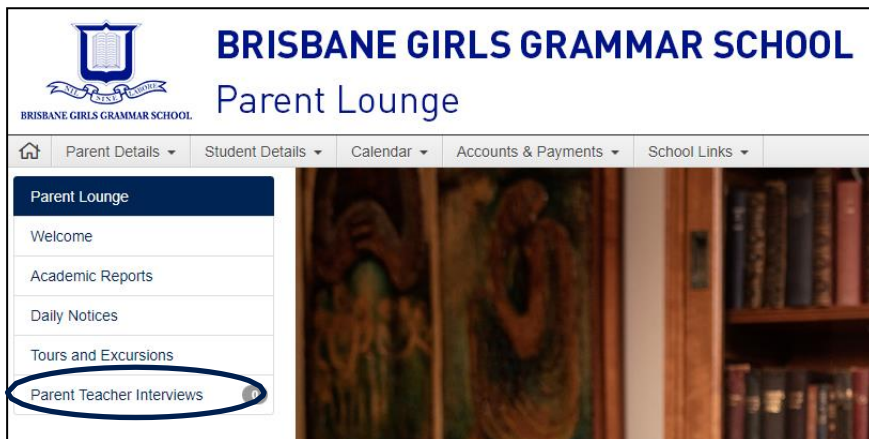 BRISBANE GIRLS GRAMMAR SCHOOL
Parent Lounge
NIL SINE LABORE
BRISBANE GIRLS GRAMMAR SCHOOL
Parent Details
Student Details
Calendar
Accounts & Payments
School Links
Parent Lounge
Welcome
Academic Reports
Daily Notices
Tours and Excursions
Parent Teacher Interviews